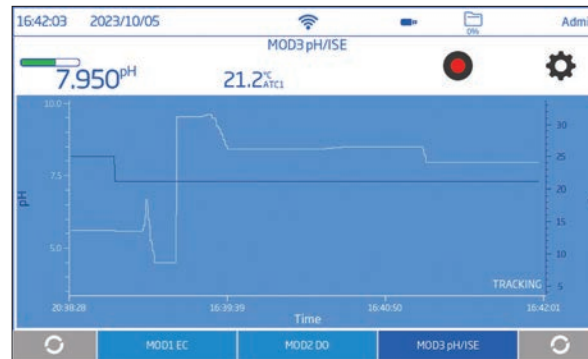 16:42:03 2023/10/05 0% Admi
MOD3 pH/ISE
7.950 pH 21.2 °C ATC1
10.0
7.5
5.0
pH
30
25
20
15
10
5
TRACKING
20:38:28 16:39:39 16:40:50 16:42:01
Time
MOD1 EC MOD2 DO MOD3 pH/ISE